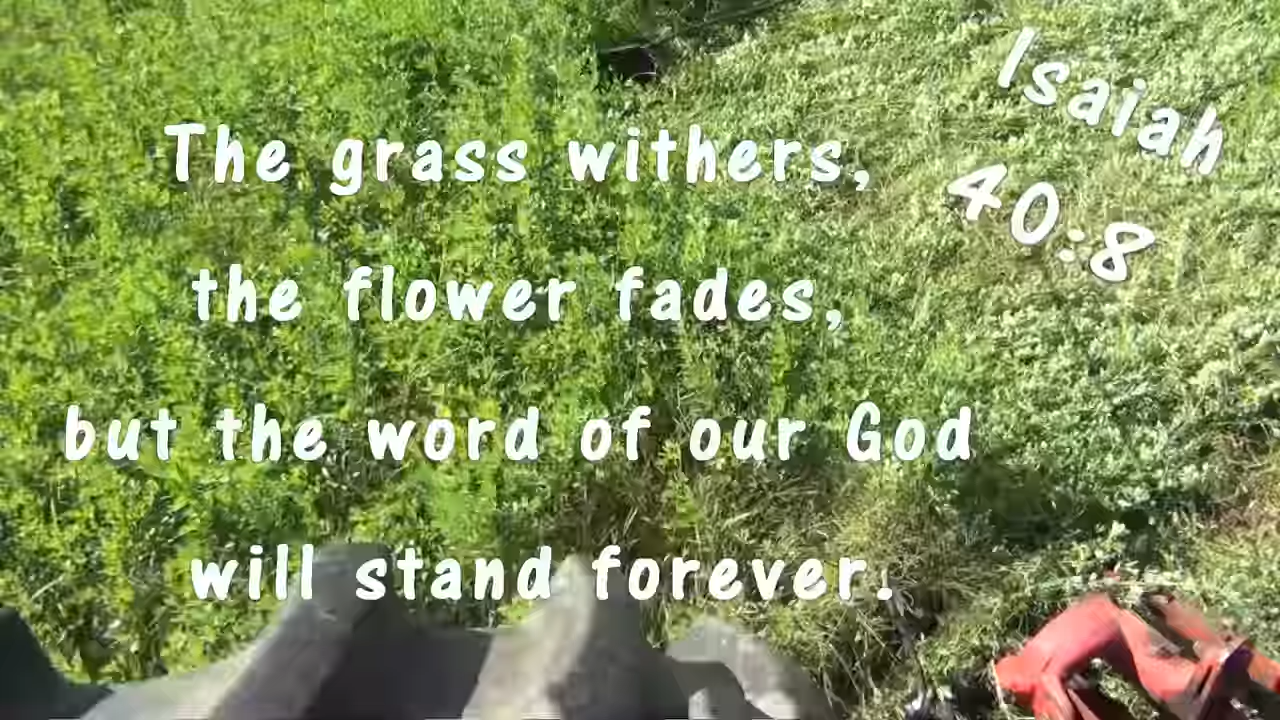 The grass withers,
the flower fades,
but the word of our God
will stand forever.
Isaiah
40:8